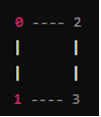 0 ---- 2
|      |
|      |
1 ---- 3